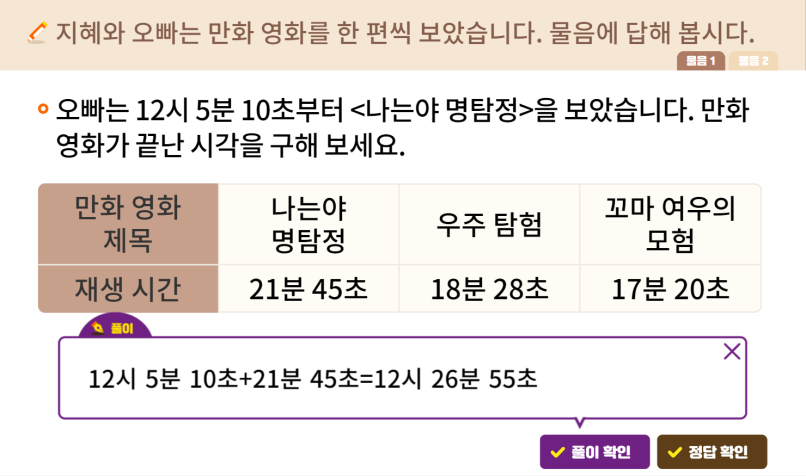 지혜와 오빠는 만화 영화를 한 편씩 보았습니다. 물음에 답해 봅시다.
물음 1 물음 2
오빠는 12시 5분 10초부터 <나는야 명탐정>을 보았습니다. 만화
영화가 끝난 시각을 구해 보세요.
만화 영화 제목 나는야 명탐정 우주 탐험 꼬마 여우의 모험
재생 시간 21분 45초 18분 28초 17분 20초
풀이
12시 5분 10초+21분 45초=12시 26분 55초
풀이 확인 정답 확인